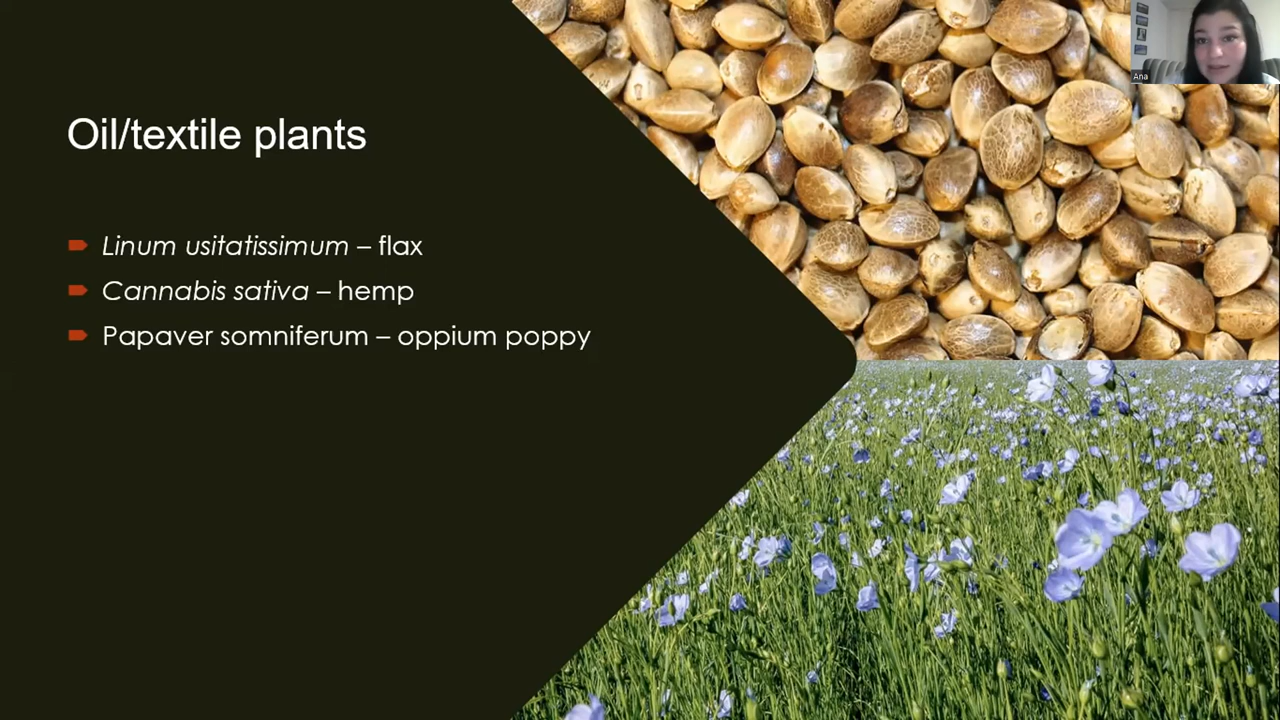 Oil/textile plants
Linum usitatissimum – flax
Cannabis sativa – hemp
Papaver somniferum – oppium poppy
Ana